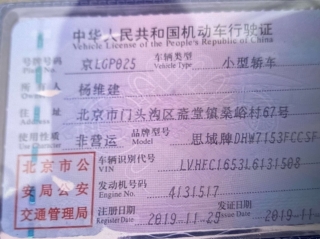 中华人民共和国机动车行驶证
Vehicle License of the People's Republic of China
号牌号码 京LGP825 车辆类型 小型轿车
Vehicle Type
所有人 杨维建
住址 北京市门头沟区斋堂镇桑峪村67号
使用性质 非营运 品牌型号 思域牌DHW7153FCCSF
Use Character Model
车辆识别代号 LVHFC1653L6131508
VIN
发动机号码 4131517
Engine No.
注册日期 2019-11-25 发证日期 2019-11-
Register Date Issue Date
北京市公
安局公安
交通管理局